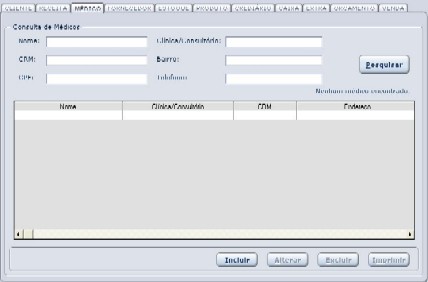 CLIENTE RECEITA MÉDICO FORNECEDOR ESTOQUE PRODUTO CREDIÁRIO CAIXA EXTRA ORÇAMENTO VENDA
Consulta de Médicos
Nome: Clínica/Consultório:
CRM: Bairro:
CPF: Telefone:
Pesquisar
Nenhum médico encontrado.
Nome Clínica/Consultório CRM Endereço
Incluir Alterar Excluir Imprimir